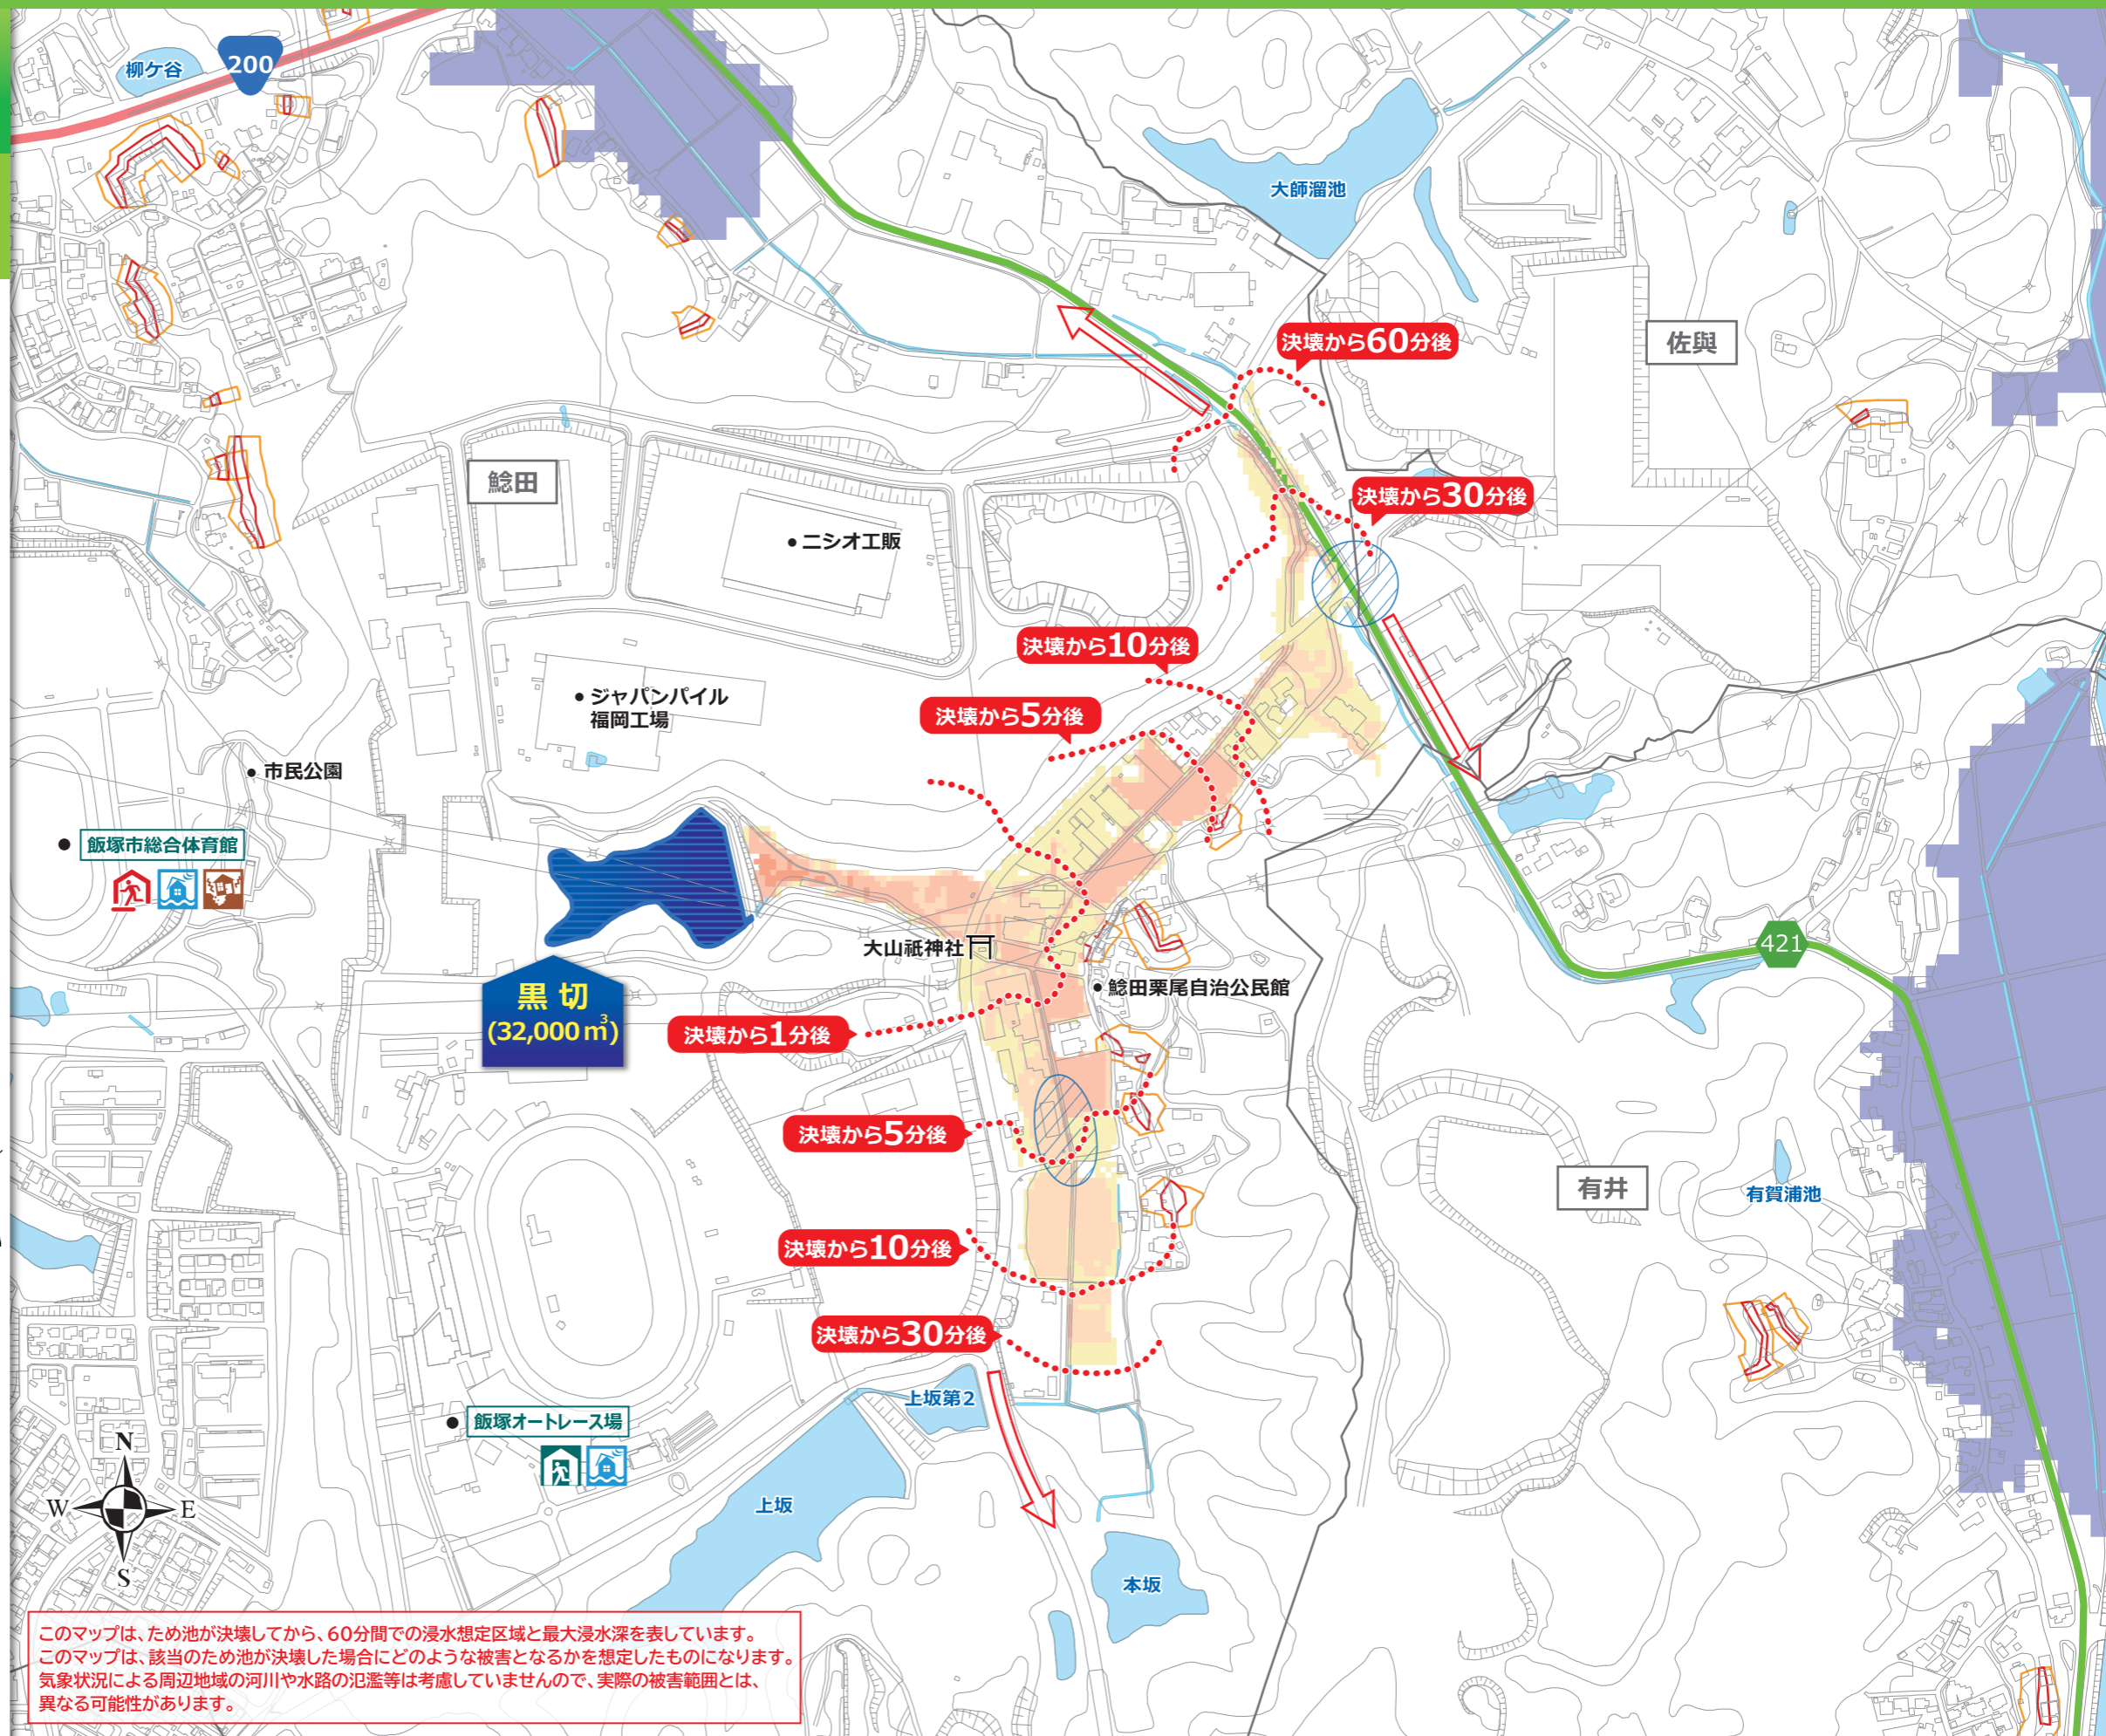 柳ケ谷
200
大師溜池
決壊から60分後
佐與
鯰田
決壊から30分後
ニシオ工販
決壊から10分後
ジャパンパイル
福岡工場
決壊から5分後
市民公園
飯塚市総合体育館
421
大山祇神社
鯰田栗尾自治公民館
黒切
(32,000㎥)
決壊から1分後
決壊から5分後
有井
有賀浦池
決壊から10分後
決壊から30分後
上坂第2
飯塚オートレース場
N
W
E
S
上坂
本坂
このマップは、ため池が決壊してから、60分間での浸水想定区域と最大浸水深を表しています。
このマップは、該当のため池が決壊した場合にどのような被害となるかを想定したものになります。
気象状況による周辺地域の河川や水路の氾濫等は考慮していませんので、実際の被害範囲とは、
異なる可能性があります。